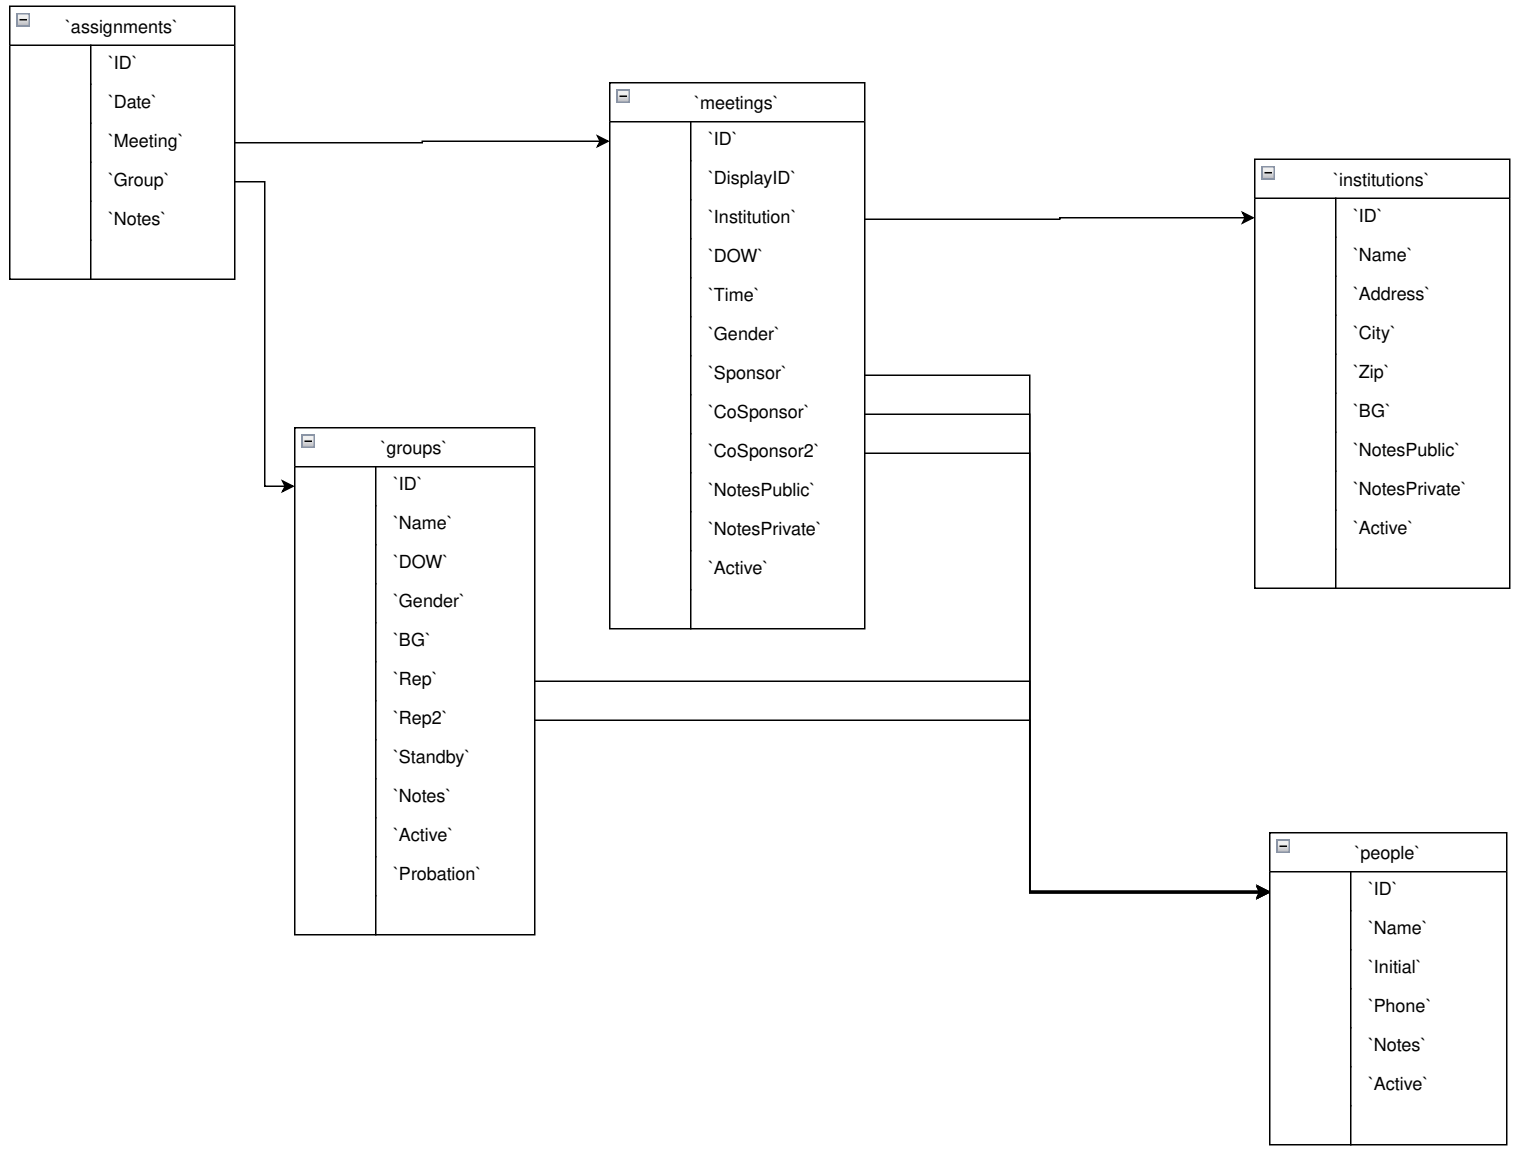 `assignments`
`ID`
`Date`
`Meeting`
`Group`
`Notes`
`meetings`
`ID`
`DisplayID`
`Institution`
`DOW`
`Time`
`Gender`
`Sponsor`
`CoSponsor`
`CoSponsor2`
`NotesPublic`
`NotesPrivate`
`Active`
`institutions`
`ID`
`Name`
`Address`
`City`
`Zip`
`BG`
`NotesPublic`
`NotesPrivate`
`Active`
`groups`
`ID`
`Name`
`DOW`
`Gender`
`BG`
`Rep`
`Rep2`
`Standby`
`Notes`
`Active`
`Probation`
`people`
`ID`
`Name`
`Initial`
`Phone`
`Notes`
`Active`